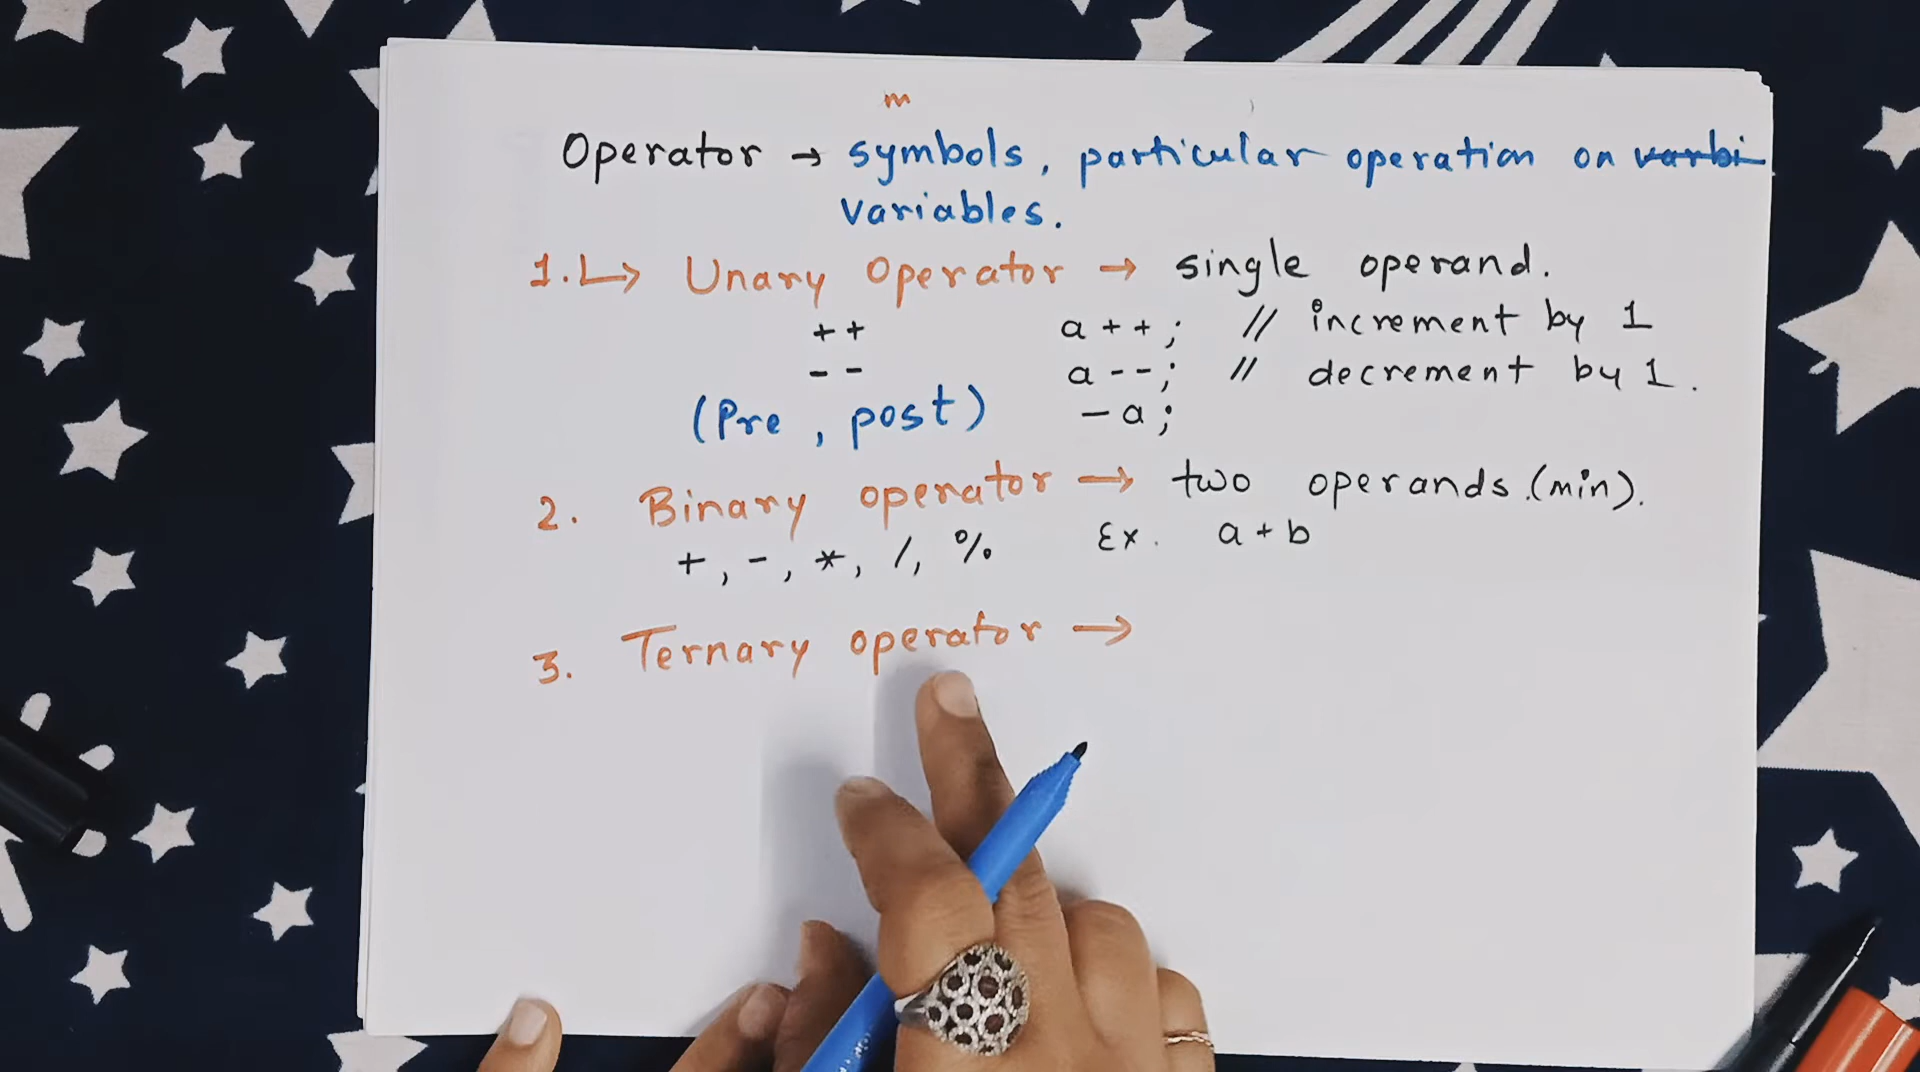 m
Operator → symbols, particular operation on varbi
variables.
1. ↳ Unary Operator → single operand.
++ a++; // increment by 1
-- a--; // decrement by 1.
(Pre, post) -a;
2. Binary operator → two operands.(min).
+, -, *, /, % Ex. a+b
3. Ternary operator →